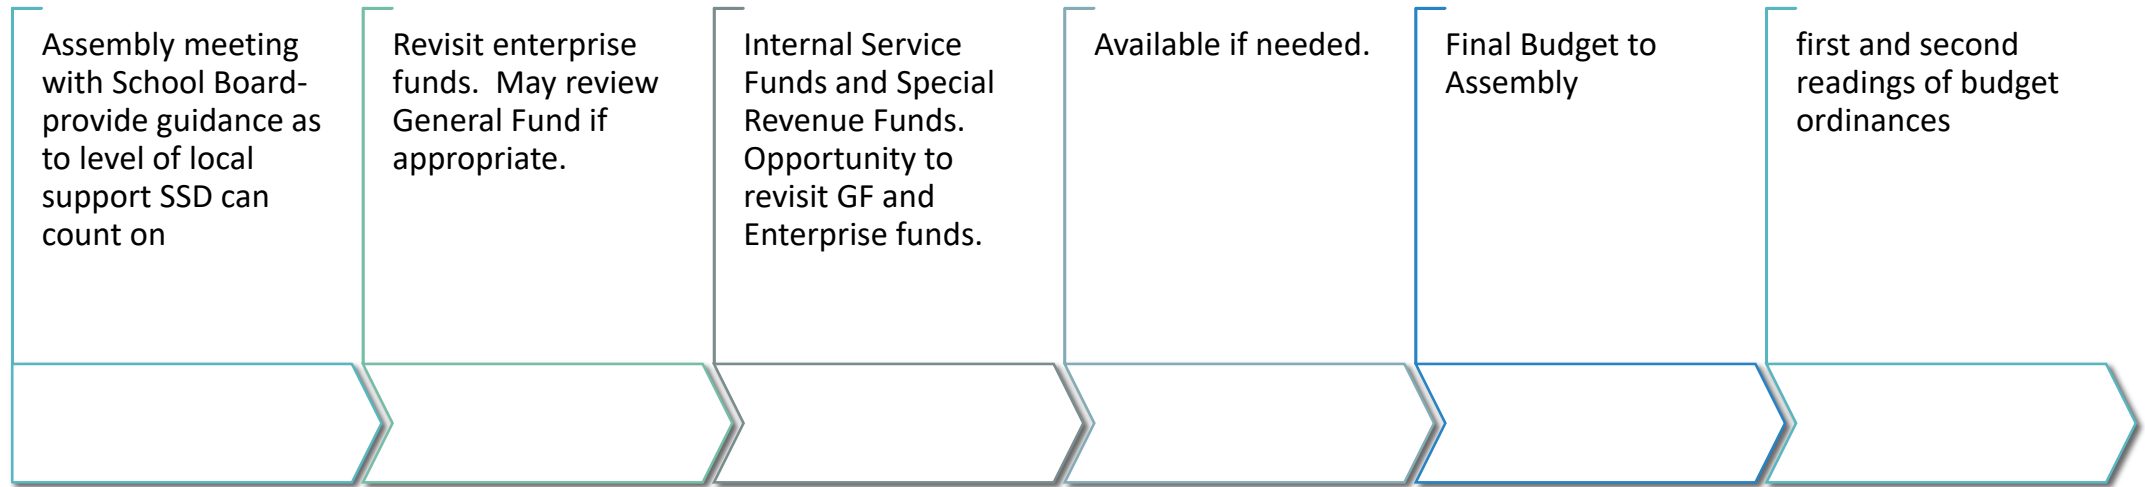 Assembly meeting
with School Board-
provide guidance as
to level of local
support SSD can
count on
Revisit enterprise
funds.  May review
General Fund if
appropriate.
Internal Service
Funds and Special
Revenue Funds.
Opportunity to
revisit GF and
Enterprise funds.
Available if needed.
Final Budget to
Assembly
first and second
readings of budget
ordinances